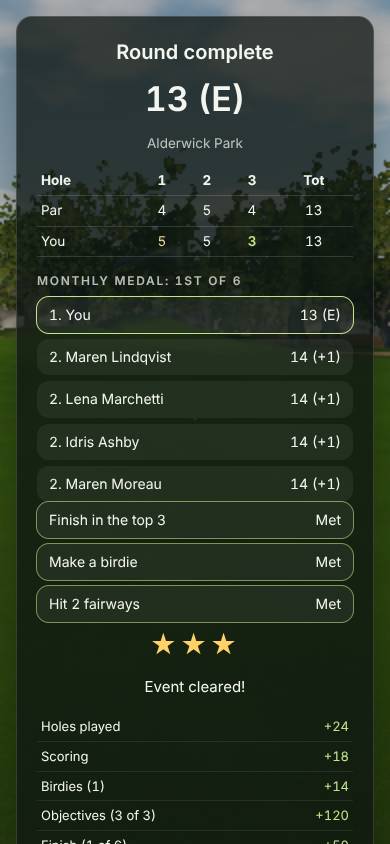 Round complete
13 (E)
Alderwick Park
Hole 1 2 3 Tot
Par 4 5 4 13
You 5 5 3 13
MONTHLY MEDAL: 1ST OF 6
1. You 13 (E)
2. Maren Lindqvist 14 (+1)
2. Lena Marchetti 14 (+1)
2. Idris Ashby 14 (+1)
2. Maren Moreau 14 (+1)
Finish in the top 3 Met
Make a birdie Met
Hit 2 fairways Met
Event cleared!
Holes played +24
Scoring +18
Birdies (1) +14
Objectives (3 of 3) +120
Finish (1 of 6)